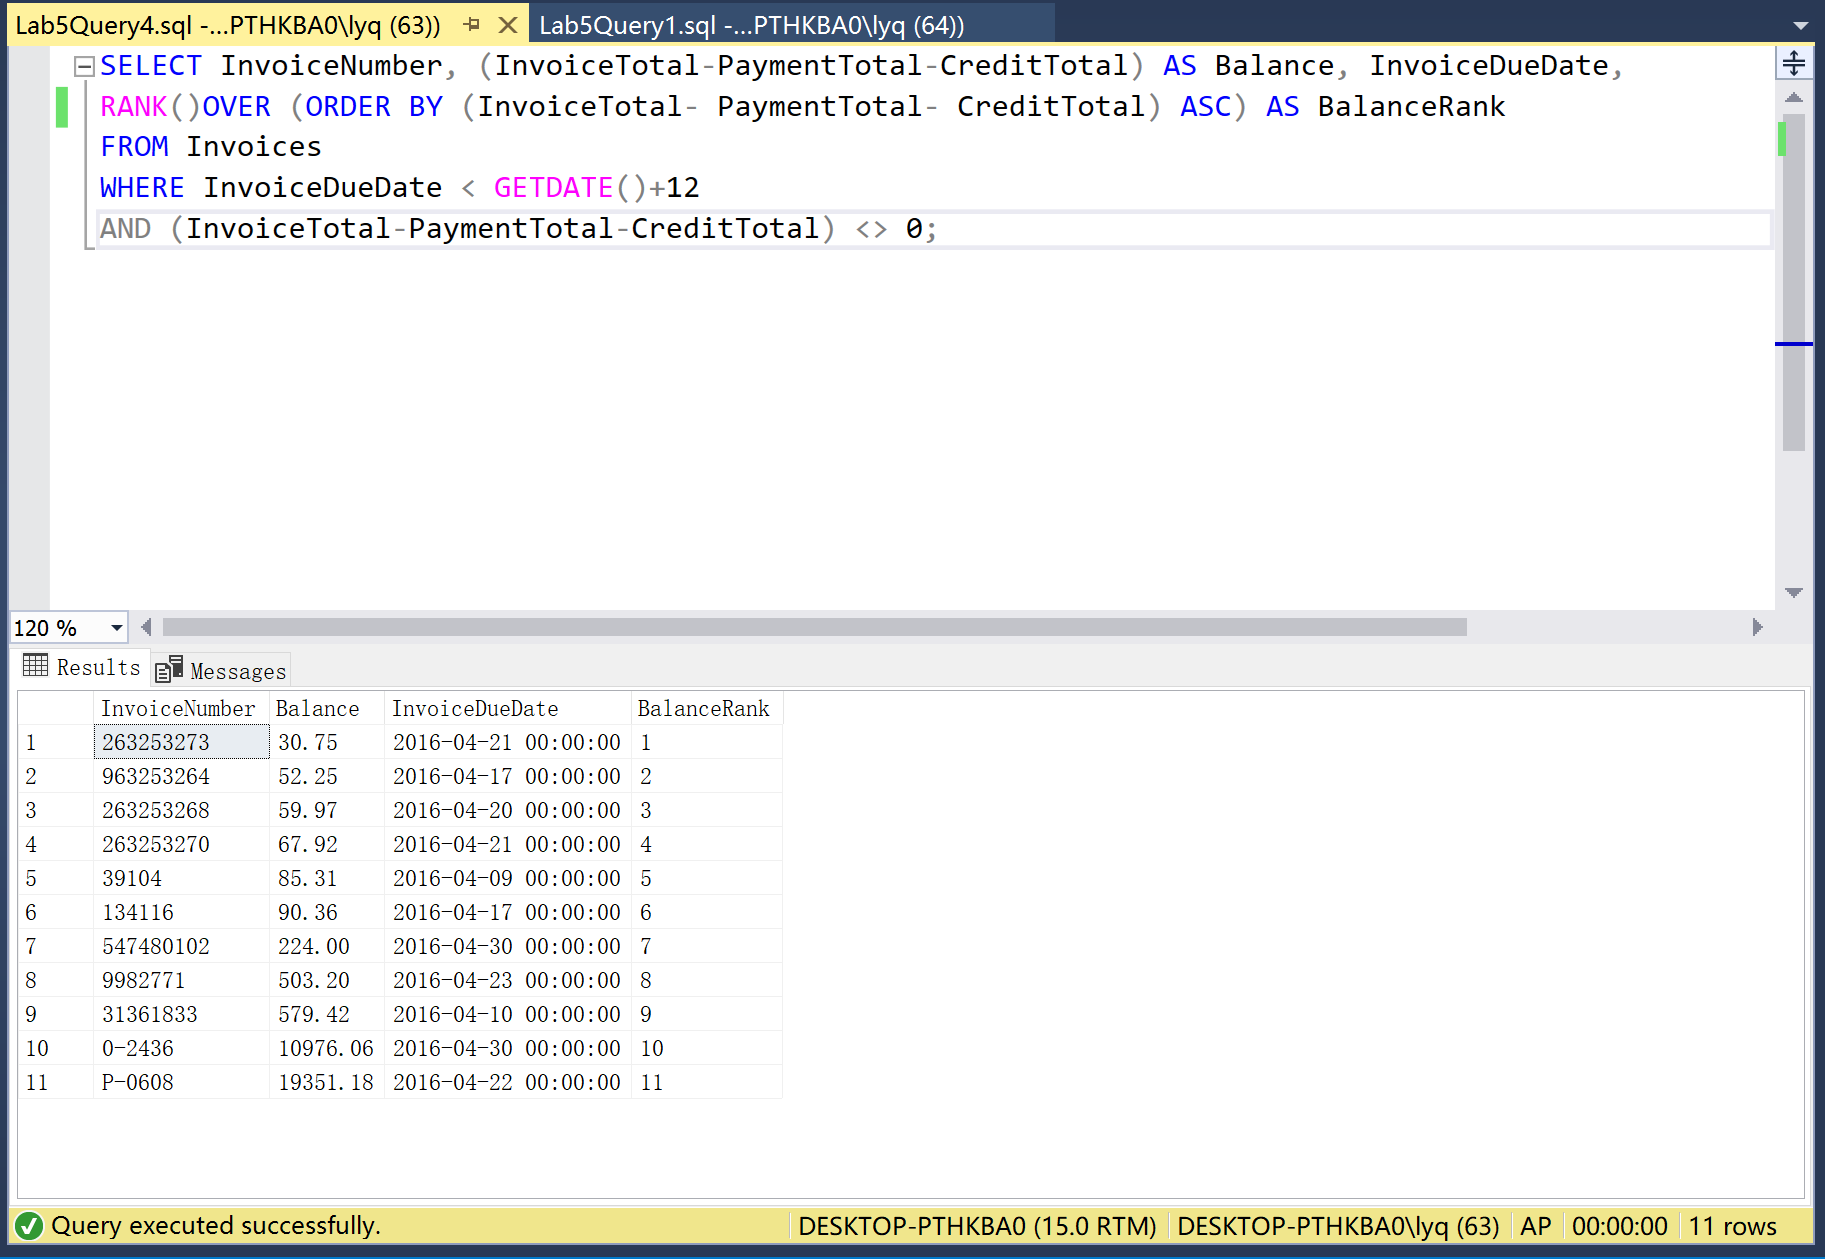 Lab5Query4.sql -...PTHKBA0\lyq (63)) Lab5Query1.sql -...PTHKBA0\lyq (64))
SELECT InvoiceNumber, (InvoiceTotal-PaymentTotal-CreditTotal) AS Balance, InvoiceDueDate,
RANK()OVER (ORDER BY (InvoiceTotal- PaymentTotal- CreditTotal) ASC) AS BalanceRank
FROM Invoices
WHERE InvoiceDueDate < GETDATE()+12
AND (InvoiceTotal-PaymentTotal-CreditTotal) <> 0;
120 %
Results Messages
InvoiceNumber Balance InvoiceDueDate BalanceRank
1 263253273 30.75 2016-04-21 00:00:00 1
2 963253264 52.25 2016-04-17 00:00:00 2
3 263253268 59.97 2016-04-20 00:00:00 3
4 263253270 67.92 2016-04-21 00:00:00 4
5 39104 85.31 2016-04-09 00:00:00 5
6 134116 90.36 2016-04-17 00:00:00 6
7 547480102 224.00 2016-04-30 00:00:00 7
8 9982771 503.20 2016-04-23 00:00:00 8
9 31361833 579.42 2016-04-10 00:00:00 9
10 0-2436 10976.06 2016-04-30 00:00:00 10
11 P-0608 19351.18 2016-04-22 00:00:00 11
Query executed successfully. DESKTOP-PTHKBA0 (15.0 RTM) DESKTOP-PTHKBA0\lyq (63) AP 00:00:00 11 rows